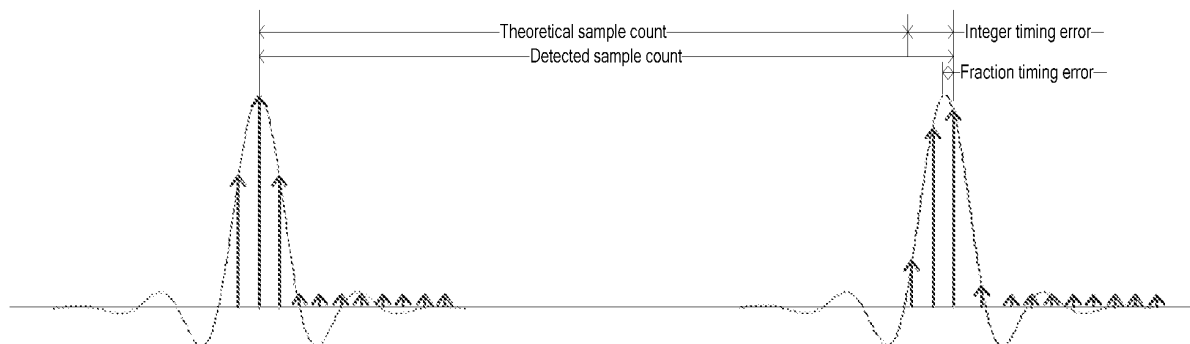 Theoretical sample count
Integer timing error
Detected sample count
Fraction timing error